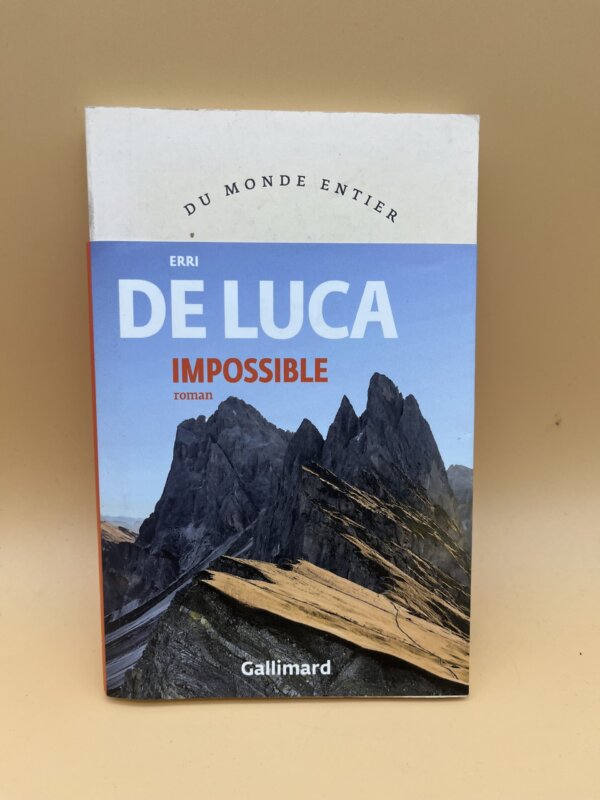 DU MONDE ENTIER
ERRI
DE LUCA
IMPOSSIBLE
roman
Gallimard